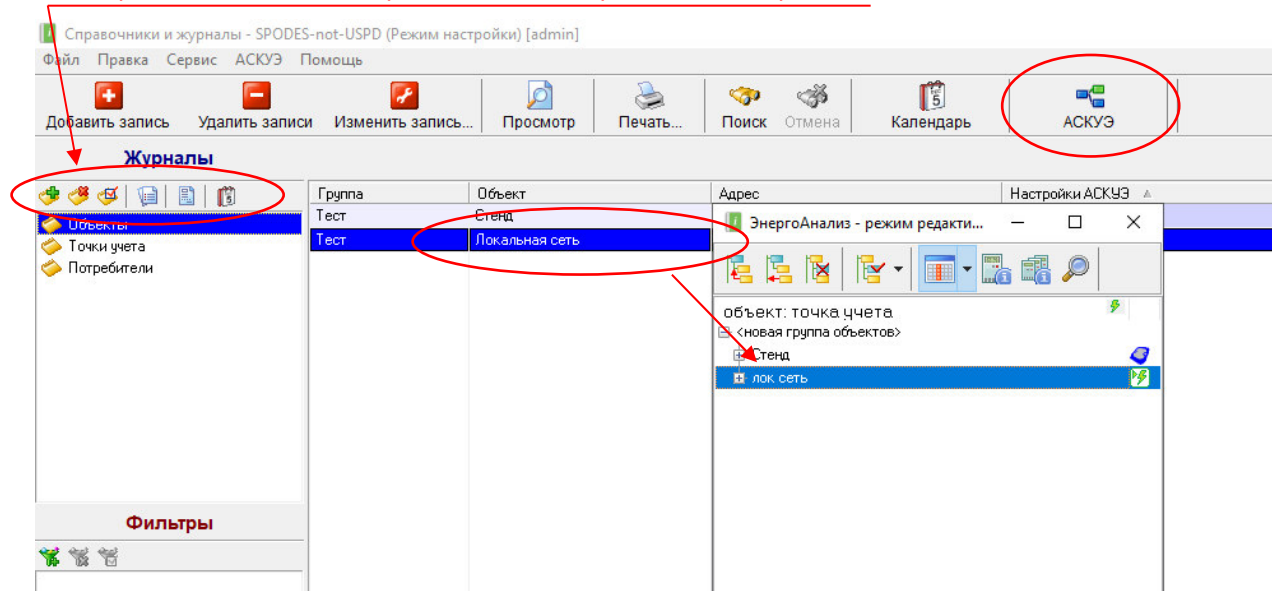 Справочники и журналы - SPODES-not-USPD (Режим настройки) [admin]
Файл Правка Сервис АСКУЭ Помощь
Добавить запись Удалить записи Изменить запись... Просмотр Печать... Поиск Отмена Календарь АСКУЭ
Журналы
Группа Объект Адрес Настройки АСКУЭ
Объекты
Точки учета
Потребители
Тест Стенд
Тест Локальная сеть
ЭнергоАнализ - режим редакти...
объект: точка учета
<новая группа объектов>
Стенд
лок сеть
Фильтры